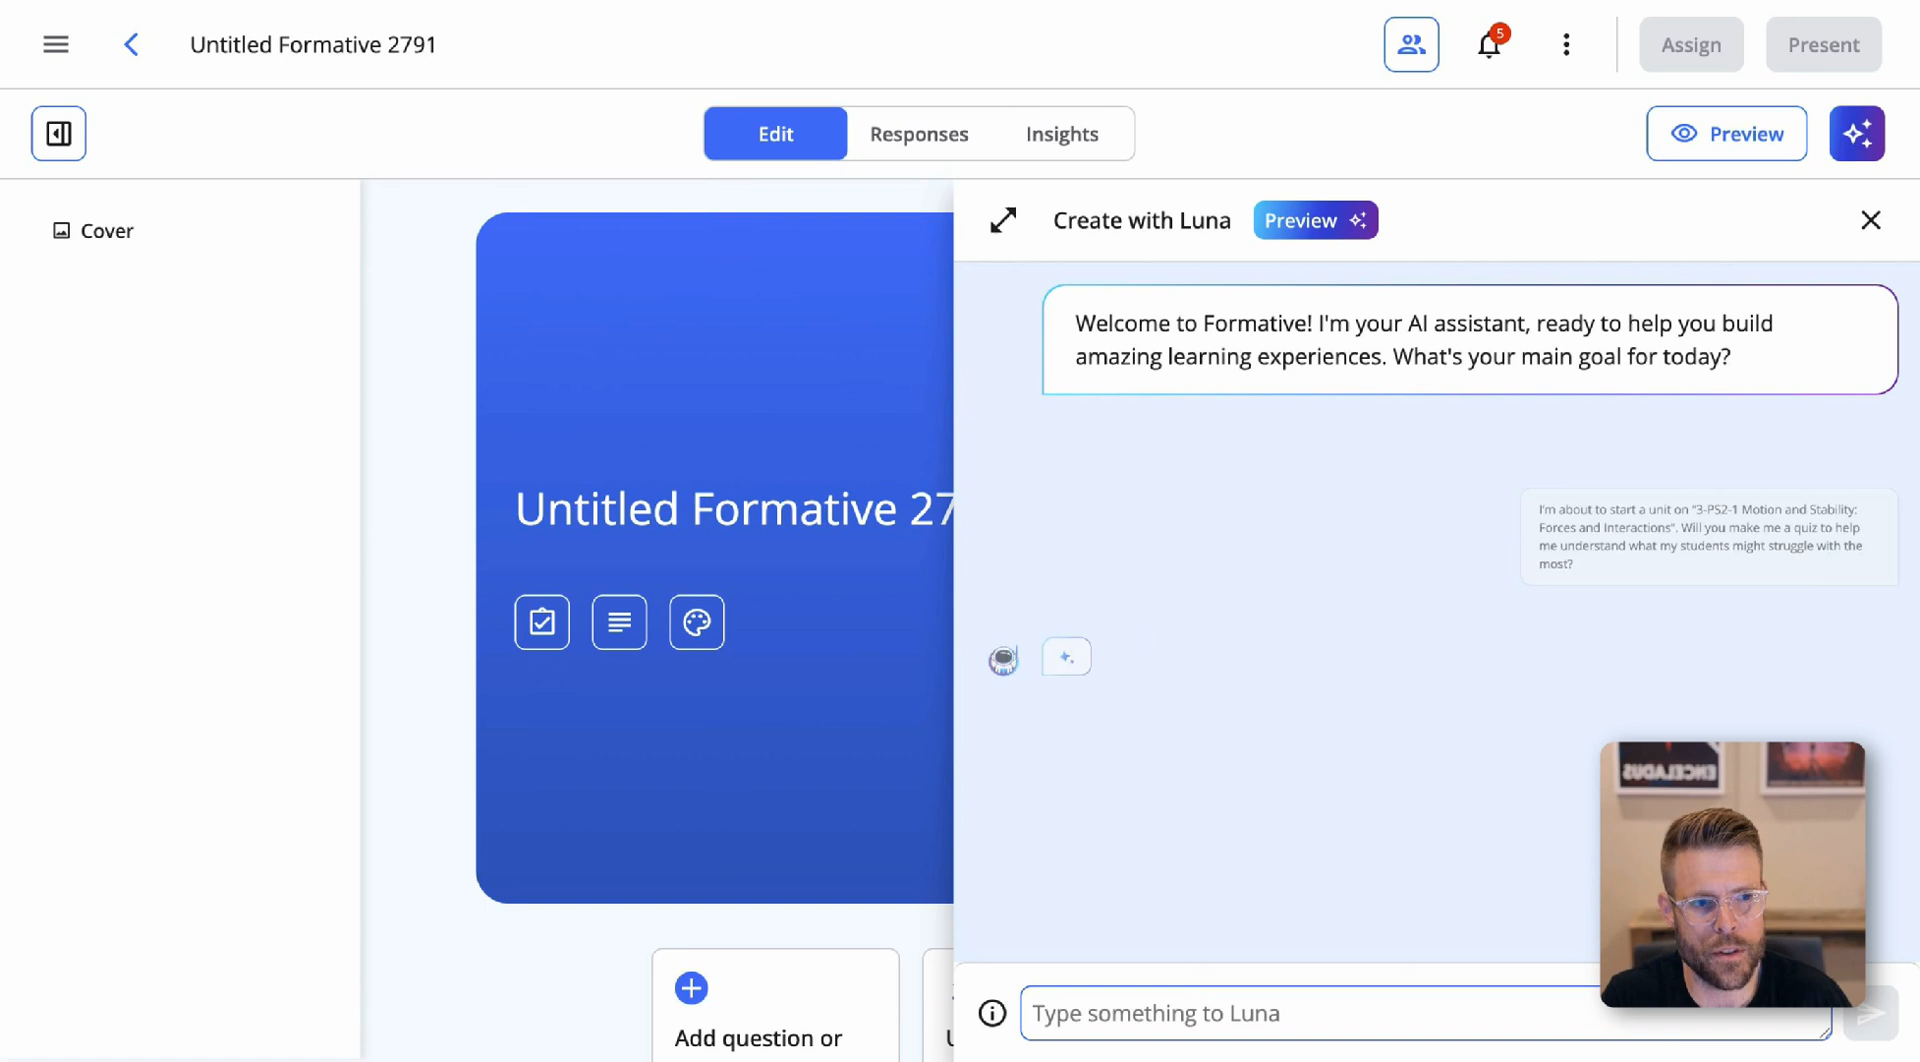 Untitled Formative 2791
5
Assign
Present
Edit
Responses
Insights
Preview
Cover
Create with Luna
Preview
Welcome to Formative! I'm your AI assistant, ready to help you build
amazing learning experiences. What's your main goal for today?
I'm about to start a unit on "3-PS2-1 Motion and Stability:
Forces and Interactions". Will you make me a quiz to help
me understand what my students might struggle with the
most?
Untitled Formative 27
ENCELADUS
Add question or
Type something to Luna